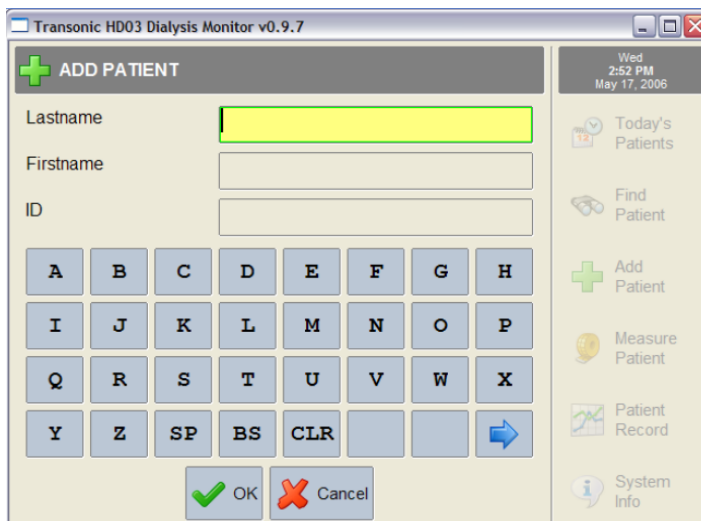 Transonic HD03 Dialysis Monitor v0.9.7
ADD PATIENT
Wed
2:52 PM
May 17, 2006
Lastname
Firstname
ID
A B C D E F G H
I J K L M N O P
Q R S T U V W X
Y Z SP BS CLR
OK Cancel
12
Today's
Patients
Find
Patient
Add
Patient
Measure
Patient
Patient
Record
System
Info